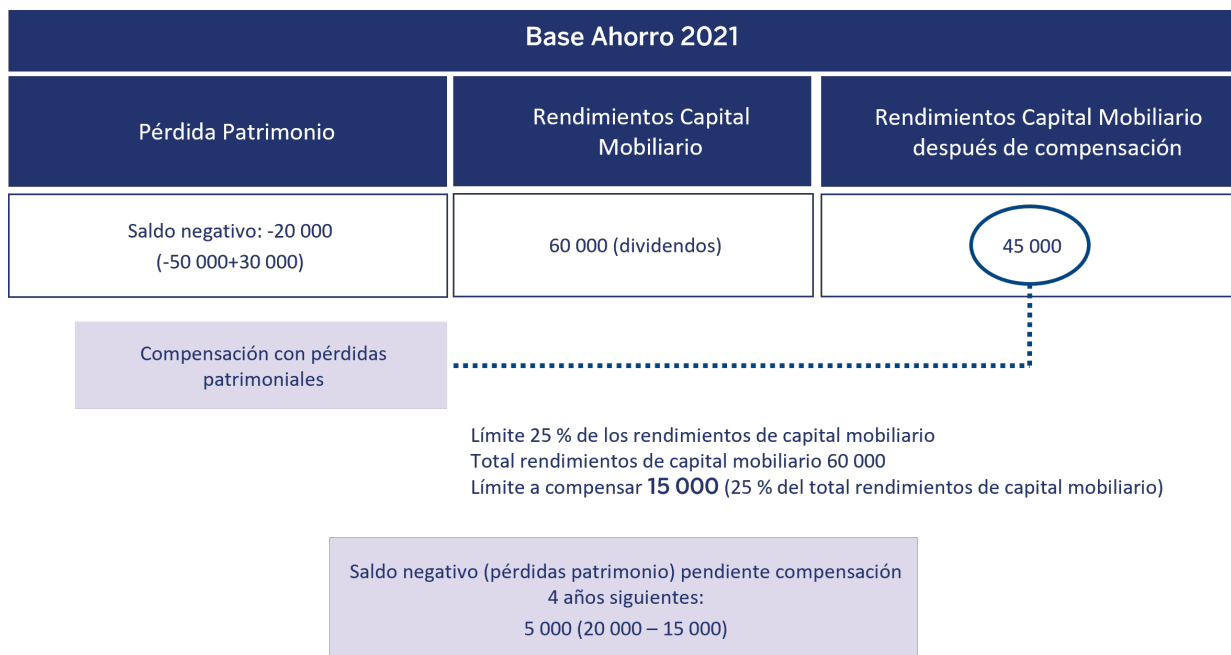 Base Ahorro 2021
Pérdida Patrimonio
Rendimientos Capital
Mobiliario
Rendimientos Capital Mobiliario
después de compensación
Saldo negativo: -20 000
(-50 000+30 000)
60 000 (dividendos)
45 000
Compensación con pérdidas
patrimoniales
Límite 25 % de los rendimientos de capital mobiliario
Total rendimientos de capital mobiliario 60 000
Límite a compensar 15 000 (25 % del total rendimientos de capital mobiliario)
Saldo negativo (pérdidas patrimonio) pendiente compensación
4 años siguientes:
5 000 (20 000 – 15 000)